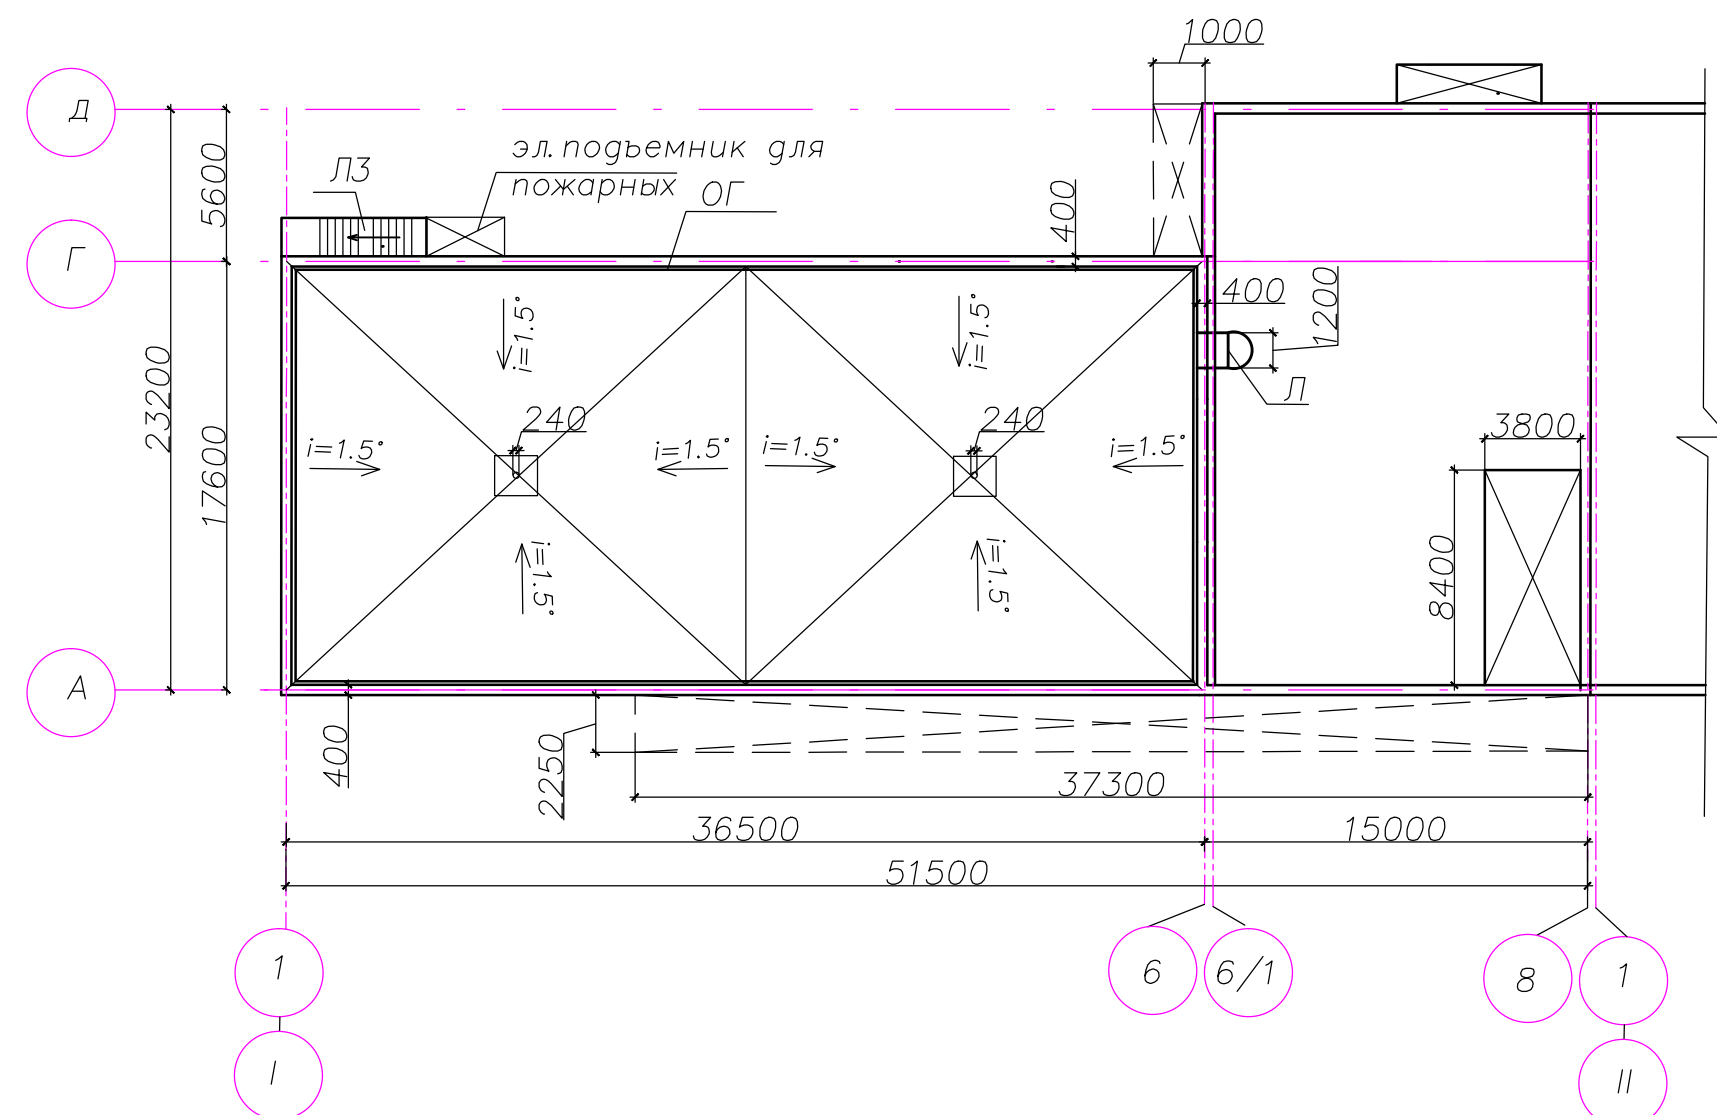 1000
Д
эл. подъемник для
пожарных
ЛЗ
ОГ
5600
400
Г
400
1200
i=1.5°
i=1.5°
Л
23200
17600
240
240
3800
i=1.5°
i=1.5°
i=1.5°
i=1.5°
8400
i=1.5°
i=1.5°
А
400
2250
37300
36500
15000
51500
1
6
6/1
8
1
I
II